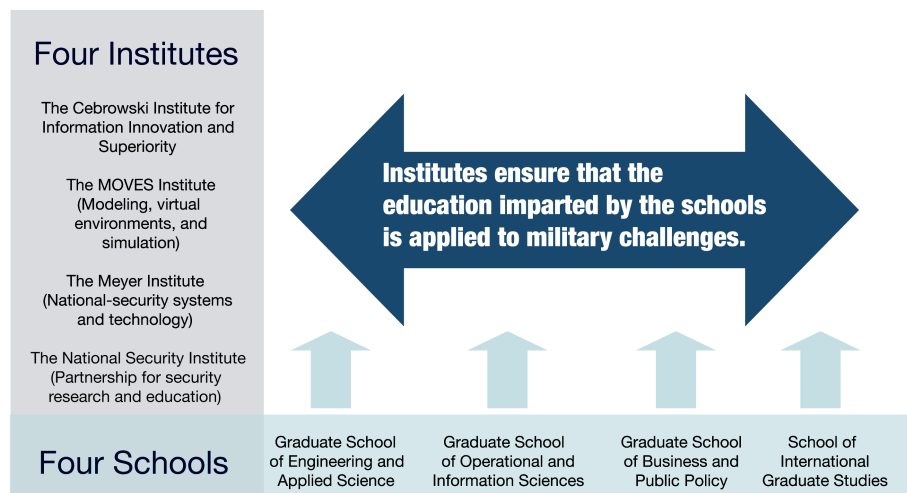 Four Institutes
The Cebrowski Institute for
Information Innovation and
Superiority
The MOVES Institute
(Modeling, virtual
environments, and
simulation)
The Meyer Institute
(National-security systems
and technology)
The National Security Institute
(Partnership for security
research and education)
Institutes ensure that the
education imparted by the schools
is applied to military challenges.
Four Schools
Graduate School
of Engineering and
Applied Science
Graduate School
of Operational and
Information Sciences
Graduate School
of Business and
Public Policy
School of
International
Graduate Studies